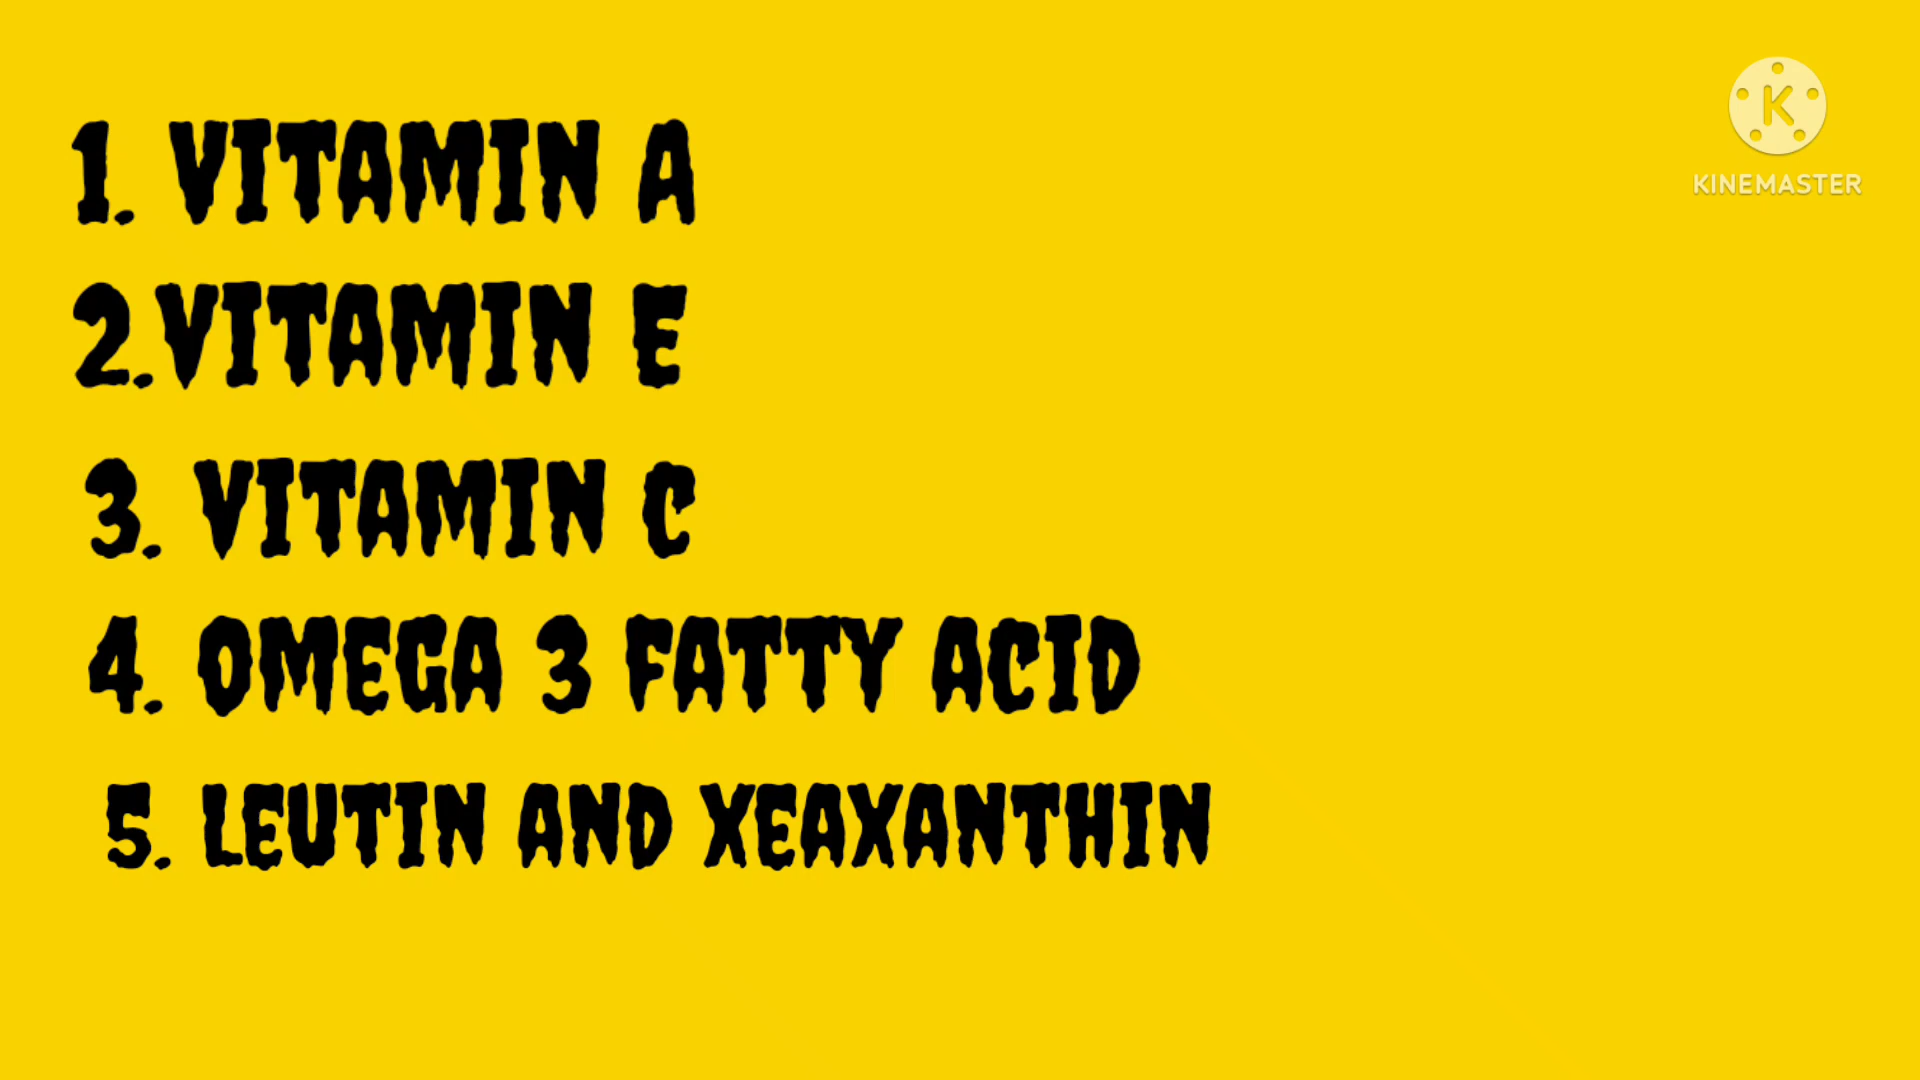 1. VITAMIN A
2.VITAMIN E
3. VITAMIN C
4. OMEGA 3 FATTY ACID
5. LEUTIN AND XEAXANTHIN
K
KINEMASTER